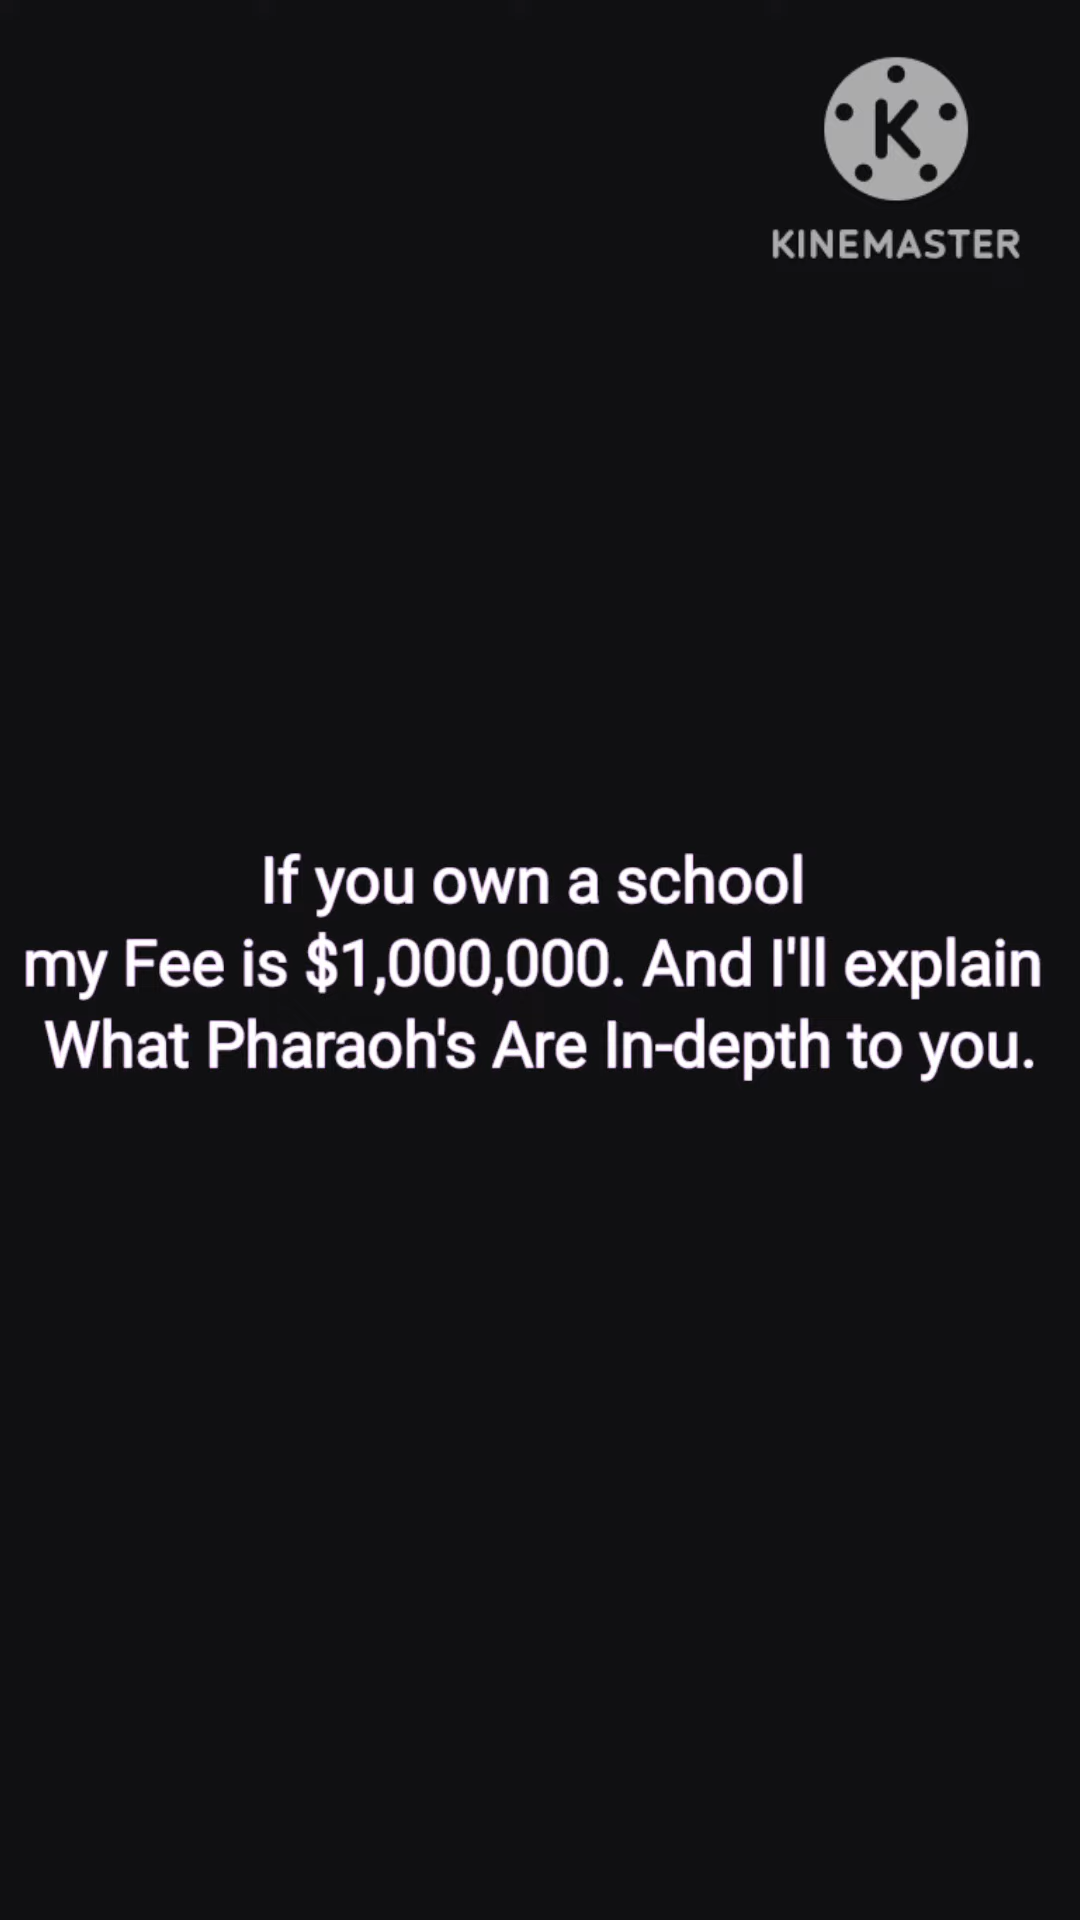 K
KINEMASTER
If you own a school
my Fee is $1,000,000. And I'll explain
What Pharaoh's Are In-depth to you.